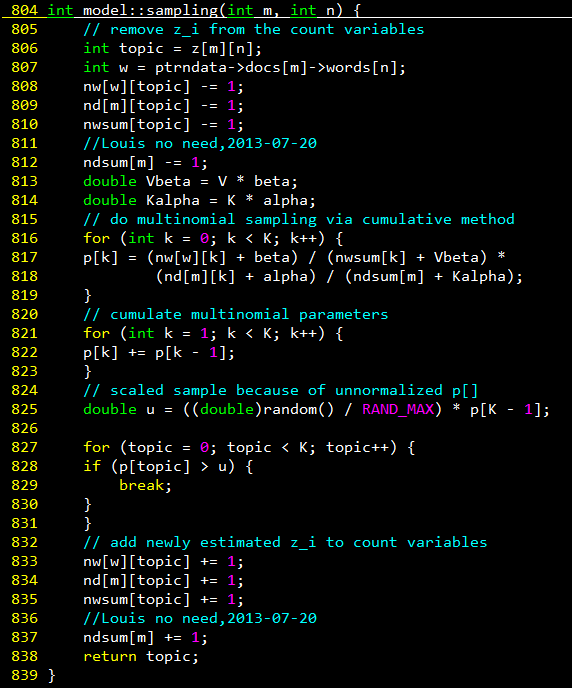 804 int model::sampling(int m, int n) {
805     // remove z_i from the count variables
806     int topic = z[m][n];
807     int w = ptrndata->docs[m]->words[n];
808     nw[w][topic] -= 1;
809     nd[m][topic] -= 1;
810     nwsum[topic] -= 1;
811     //Louis no need,2013-07-20
812     ndsum[m] -= 1;
813     double Vbeta = V * beta;
814     double Kalpha = K * alpha;
815     // do multinomial sampling via cumulative method
816     for (int k = 0; k < K; k++) {
817     p[k] = (nw[w][k] + beta) / (nwsum[k] + Vbeta) *
818             (nd[m][k] + alpha) / (ndsum[m] + Kalpha);
819     }
820     // cumulate multinomial parameters
821     for (int k = 1; k < K; k++) {
822     p[k] += p[k - 1];
823     }
824     // scaled sample because of unnormalized p[]
825     double u = ((double)random() / RAND_MAX) * p[K - 1];
826
827     for (topic = 0; topic < K; topic++) {
828     if (p[topic] > u) {
829         break;
830     }
831     }
832     // add newly estimated z_i to count variables
833     nw[w][topic] += 1;
834     nd[m][topic] += 1;
835     nwsum[topic] += 1;
836     //Louis no need,2013-07-20
837     ndsum[m] += 1;
838     return topic;
839 }